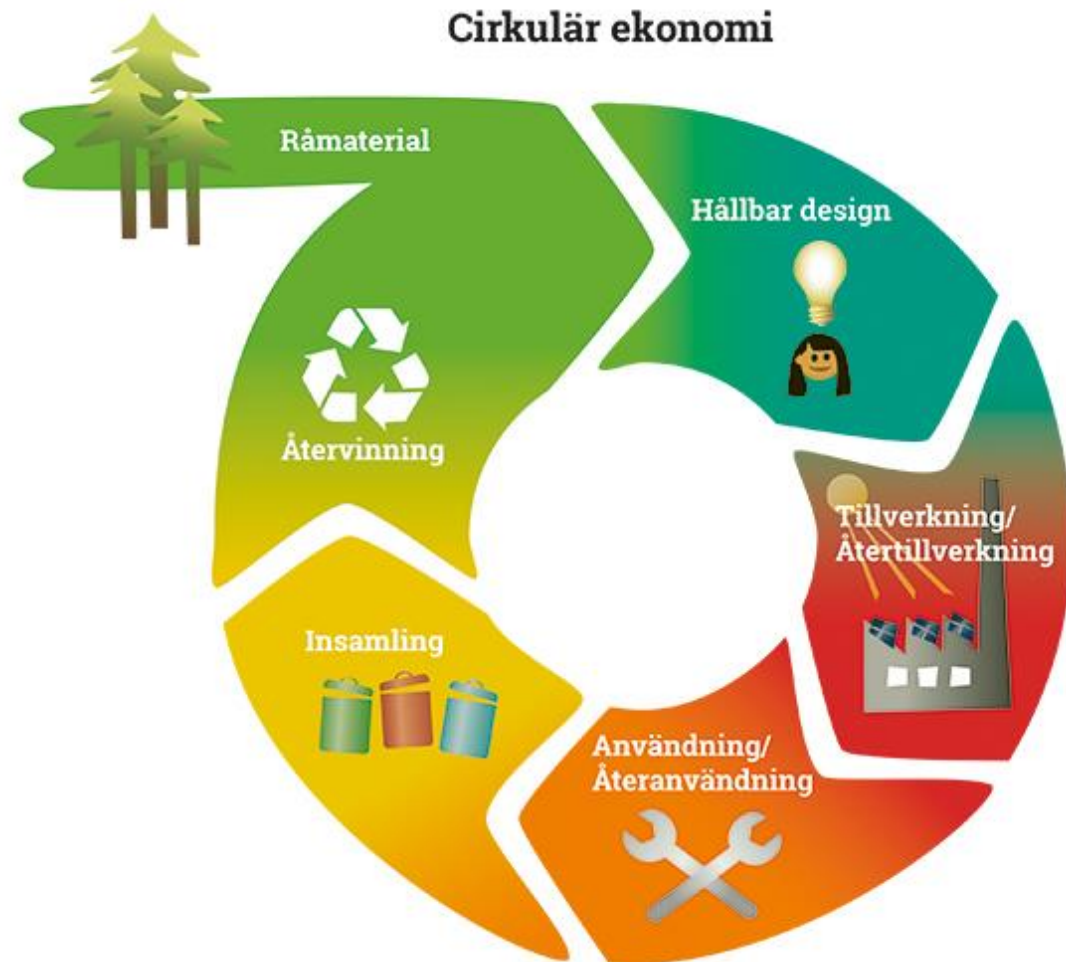 Cirkulär ekonomi
Råmaterial
Hållbar design
Tillverkning/
Återtillverkning
Användning/
Återanvändning
Insamling
Återvinning